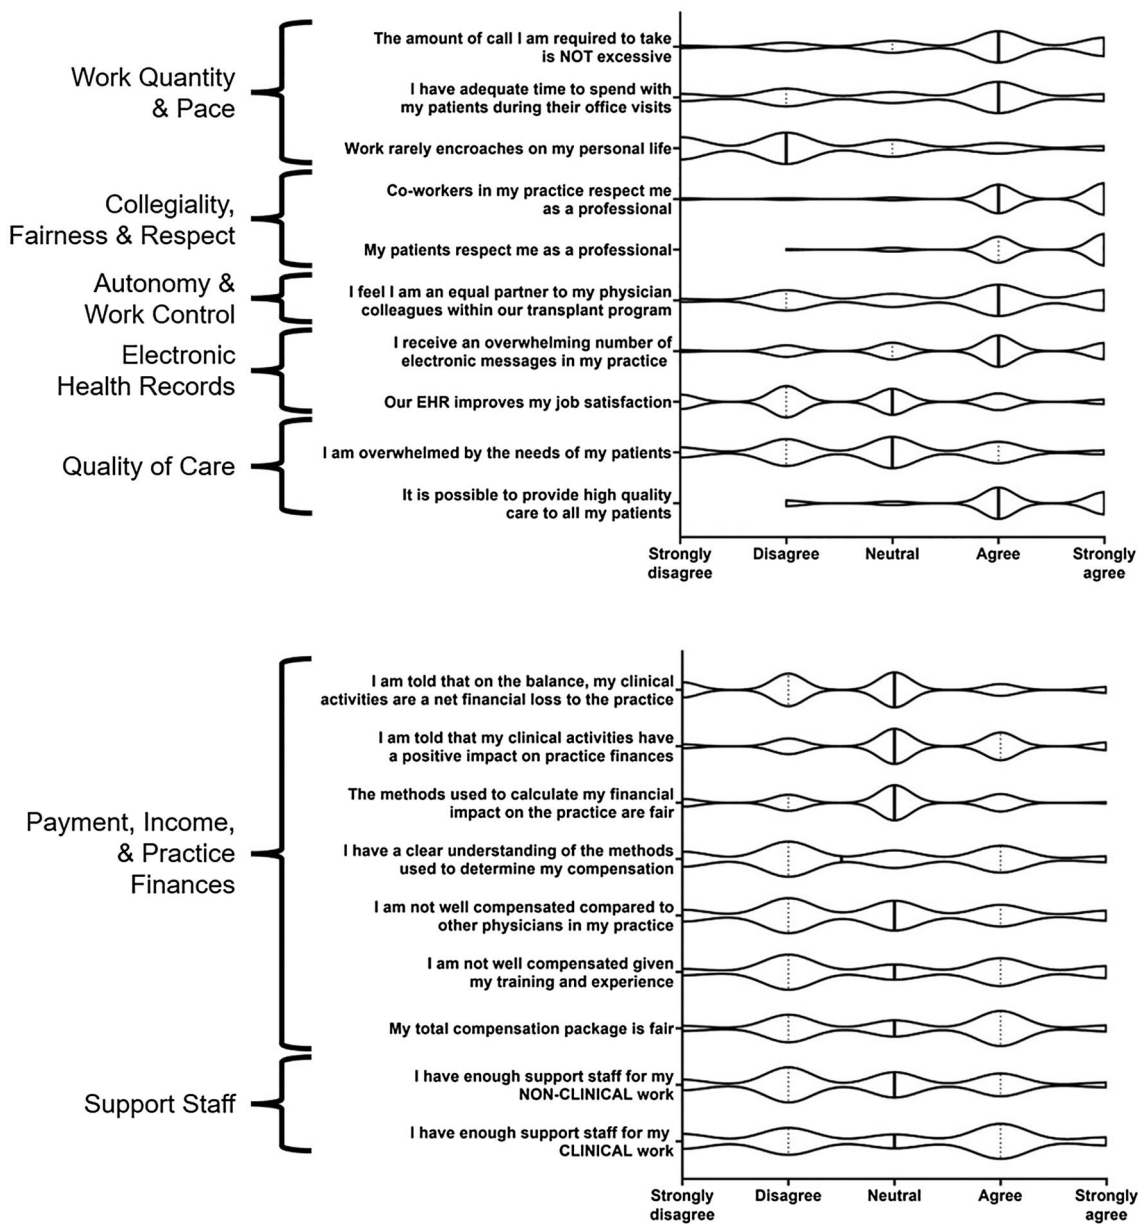 Work Quantity
& Pace
The amount of call I am required to take
is NOT excessive
I have adequate time to spend with
my patients during their office visits
Work rarely encroaches on my personal life
Collegiality,
Fairness & Respect
Co-workers in my practice respect me
as a professional
My patients respect me as a professional
Autonomy &
Work Control
I feel I am an equal partner to my physician
colleagues within our transplant program
Electronic
Health Records
I receive an overwhelming number of
electronic messages in my practice
Our EHR improves my job satisfaction
Quality of Care
I am overwhelmed by the needs of my patients
It is possible to provide high quality
care to all my patients
Strongly
disagree
Disagree
Neutral
Agree
Strongly
agree
Payment, Income,
& Practice
Finances
I am told that on the balance, my clinical
activities are a net financial loss to the practice
I am told that my clinical activities have
a positive impact on practice finances
The methods used to calculate my financial
impact on the practice are fair
I have a clear understanding of the methods
used to determine my compensation
I am not well compensated compared to
other physicians in my practice
I am not well compensated given
my training and experience
My total compensation package is fair
Support Staff
I have enough support staff for my
NON-CLINICAL work
I have enough support staff for my
CLINICAL work
Strongly
disagree
Disagree
Neutral
Agree
Strongly
agree